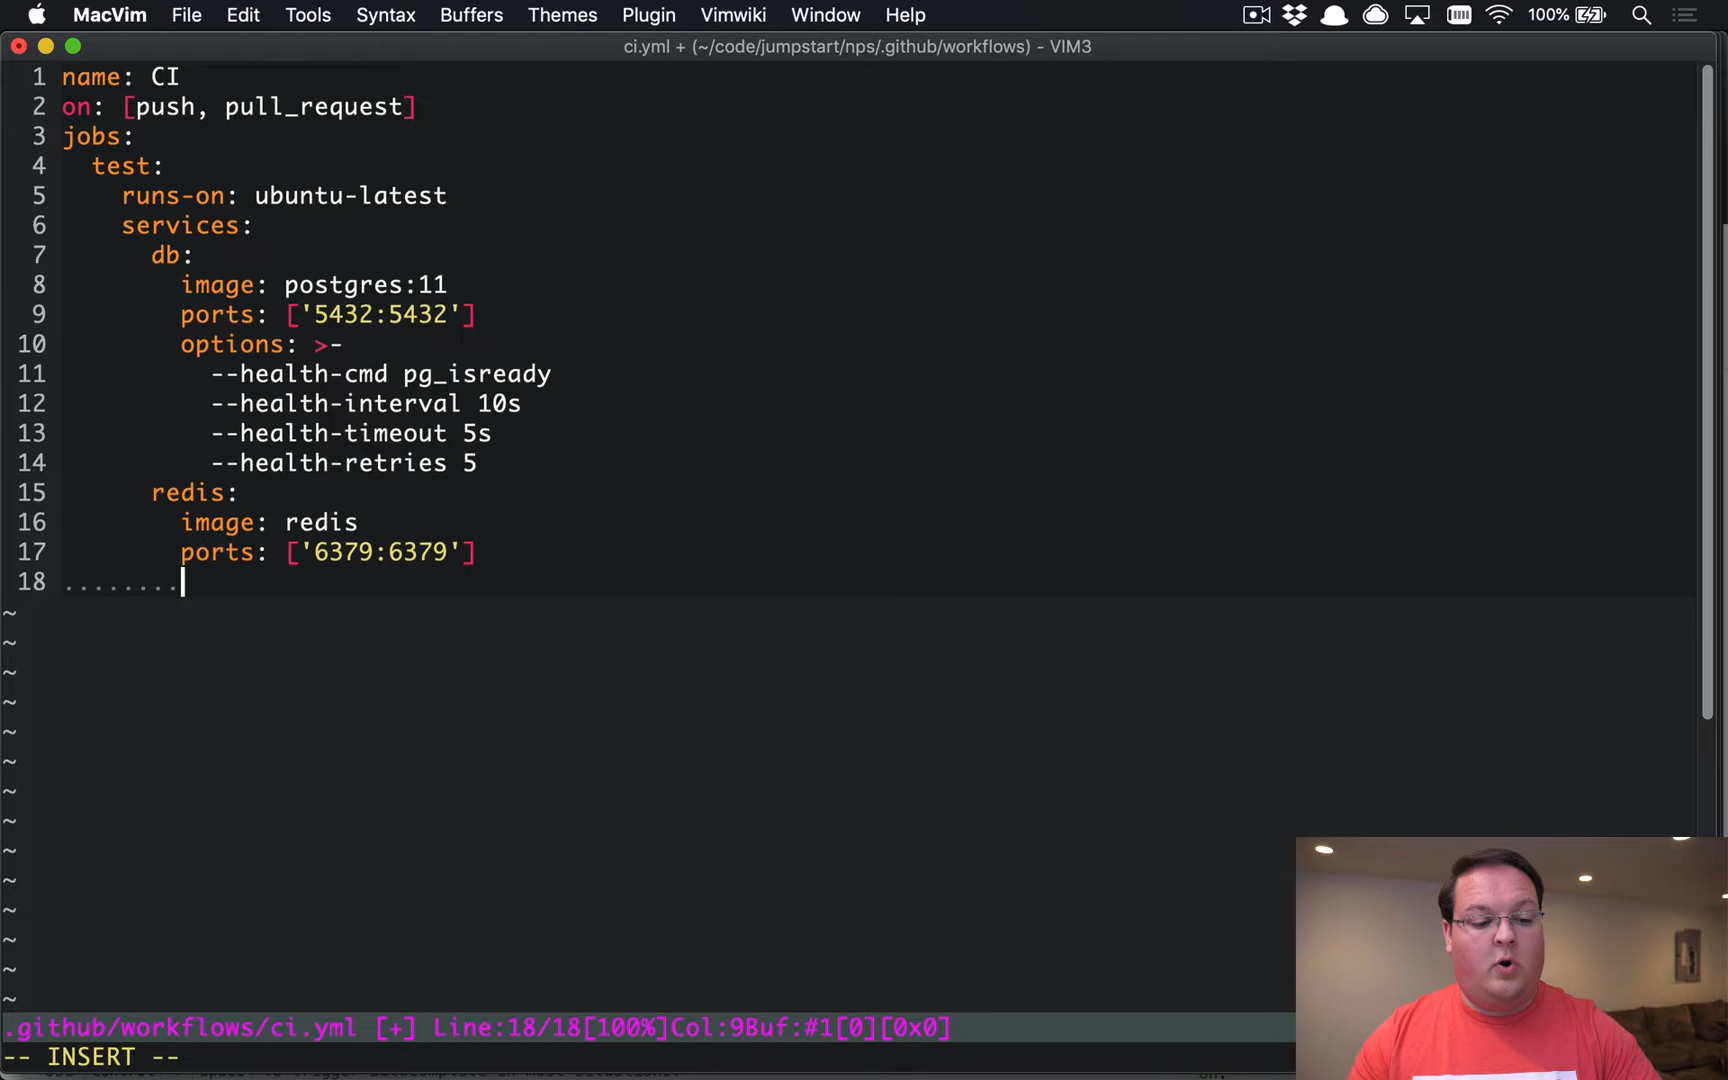 MacVim File Edit Tools Syntax Buffers Themes Plugin Vimwiki Window Help 100%
ci.yml + (~/code/jumpstart/nps/.github/workflows) - VIM3
1 name: CI
2 on: [push, pull_request]
3 jobs:
4 test:
5 runs-on: ubuntu-latest
6 services:
7 db:
8 image: postgres:11
9 ports: ['5432:5432']
10 options: >-
11 --health-cmd pg_isready
12 --health-interval 10s
13 --health-timeout 5s
14 --health-retries 5
15 redis:
16 image: redis
17 ports: ['6379:6379']
18 ........
~
~
~
~
~
~
~
~
~
~
~
~
~
~
.github/workflows/ci.yml [+] Line:18/18[100%]Col:9Buf:#1[0][0x0]
-- INSERT --